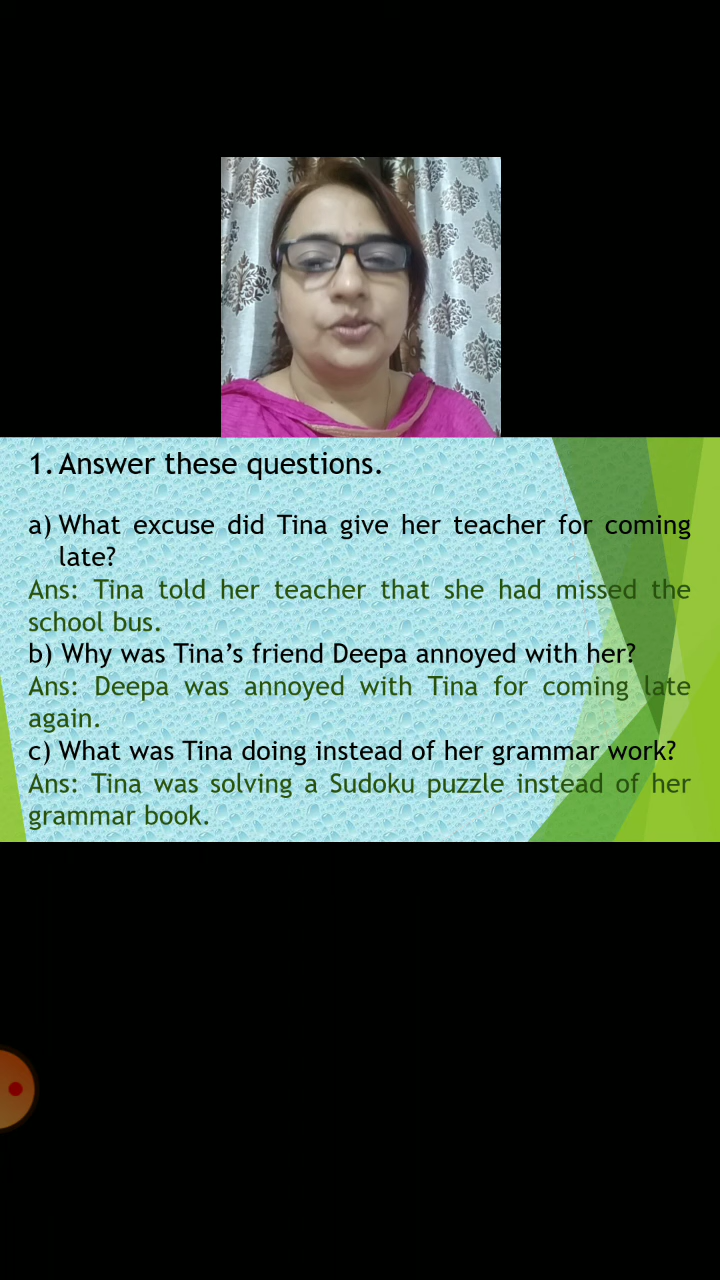 1. Answer these questions.
a) What excuse did Tina give her teacher for coming
late?
Ans: Tina told her teacher that she had missed the
school bus.
b) Why was Tina’s friend Deepa annoyed with her?
Ans: Deepa was annoyed with Tina for coming late
again.
c) What was Tina doing instead of her grammar work?
Ans: Tina was solving a Sudoku puzzle instead of her
grammar book.